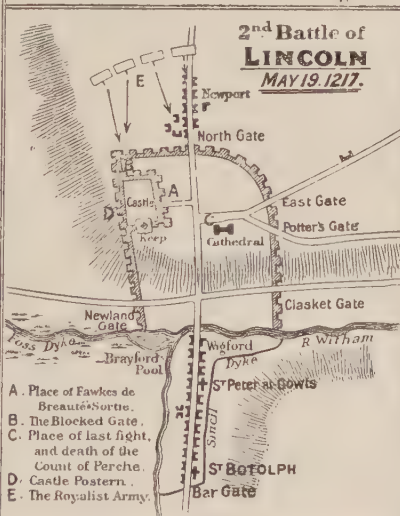 2nd Battle of
LINCOLN
MAY 19. 1217.
E
Newport
North Gate
A
Castle
D
Keep
C
Cathedral
East Gate
Potter's Gate
Newland
Gate
Clasket Gate
Foss Dyke
Brayford
Pool
Wigford
Dyke
R Witham
St Peter at Gowts
Sinsil
St BOTOLPH
Bar Gate
A. Place of Fawkes de
Breauté's Sortie.
B. The Blocked Gate.
C. Place of last fight,
and death of the
Count of Perche.
D. Castle Postern.
E. The Royalist Army.